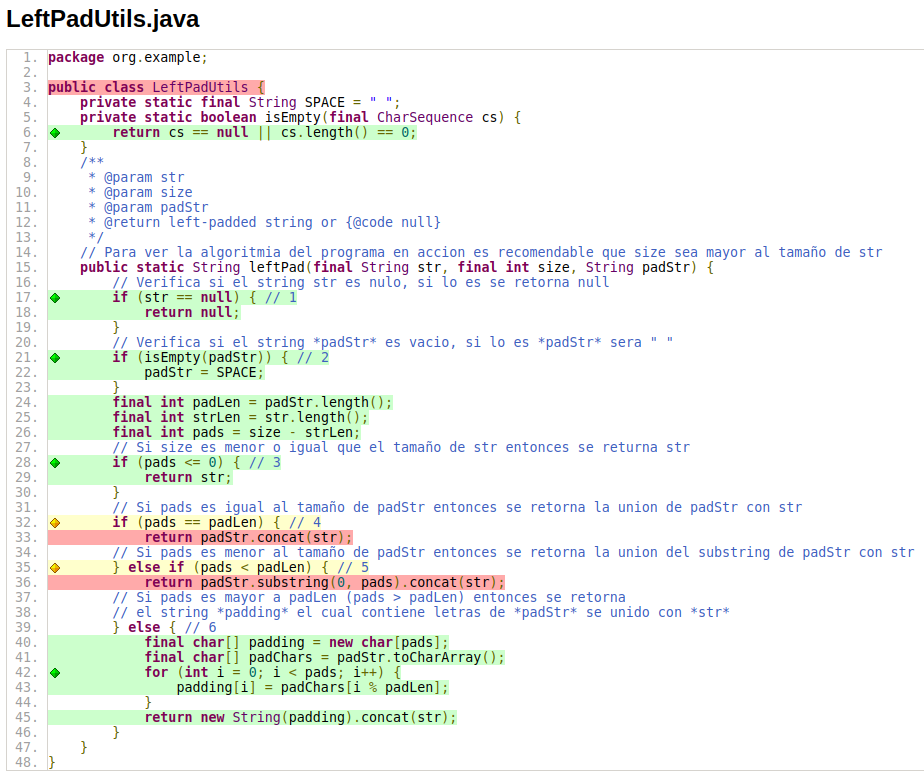 LeftPadUtils.java
1. package org.example;
2.
3. public class LeftPadUtils {
4.     private static final String SPACE = " ";
5.     private static boolean isEmpty(final CharSequence cs) {
6.         return cs == null || cs.length() == 0;
7.     }
8.     /**
9.      * @param str
10.      * @param size
11.      * @param padStr
12.      * @return left-padded string or {@code null}
13.      */
14.     // Para ver la algoritmia del programa en accion es recomendable que size sea mayor al tamaño de str
15.     public static String leftPad(final String str, final int size, String padStr) {
16.         // Verifica si el string str es nulo, si lo es se retorna null
17.         if (str == null) { // 1
18.             return null;
19.         }
20.         // Verifica si el string *padStr* es vacio, si lo es *padStr* sera " "
21.         if (isEmpty(padStr)) { // 2
22.             padStr = SPACE;
23.         }
24.         final int padLen = padStr.length();
25.         final int strLen = str.length();
26.         final int pads = size - strLen;
27.         // Si size es menor o igual que el tamaño de str entonces se returna str
28.         if (pads <= 0) { // 3
29.             return str;
30.         }
31.         // Si pads es igual al tamaño de padStr entonces se retorna la union de padStr con str
32.         if (pads == padLen) { // 4
33.             return padStr.concat(str);
34.         // Si pads es menor al tamaño de padStr entonces se retorna la union del substring de padStr con str
35.         } else if (pads < padLen) { // 5
36.             return padStr.substring(0, pads).concat(str);
37.         // Si pads es mayor a padLen (pads > padLen) entonces se retorna
38.         // el string *padding* el cual contiene letras de *padStr* se unido con *str*
39.         } else { // 6
40.             final char[] padding = new char[pads];
41.             final char[] padChars = padStr.toCharArray();
42.             for (int i = 0; i < pads; i++) {
43.                 padding[i] = padChars[i % padLen];
44.             }
45.             return new String(padding).concat(str);
46.         }
47.     }
48. }